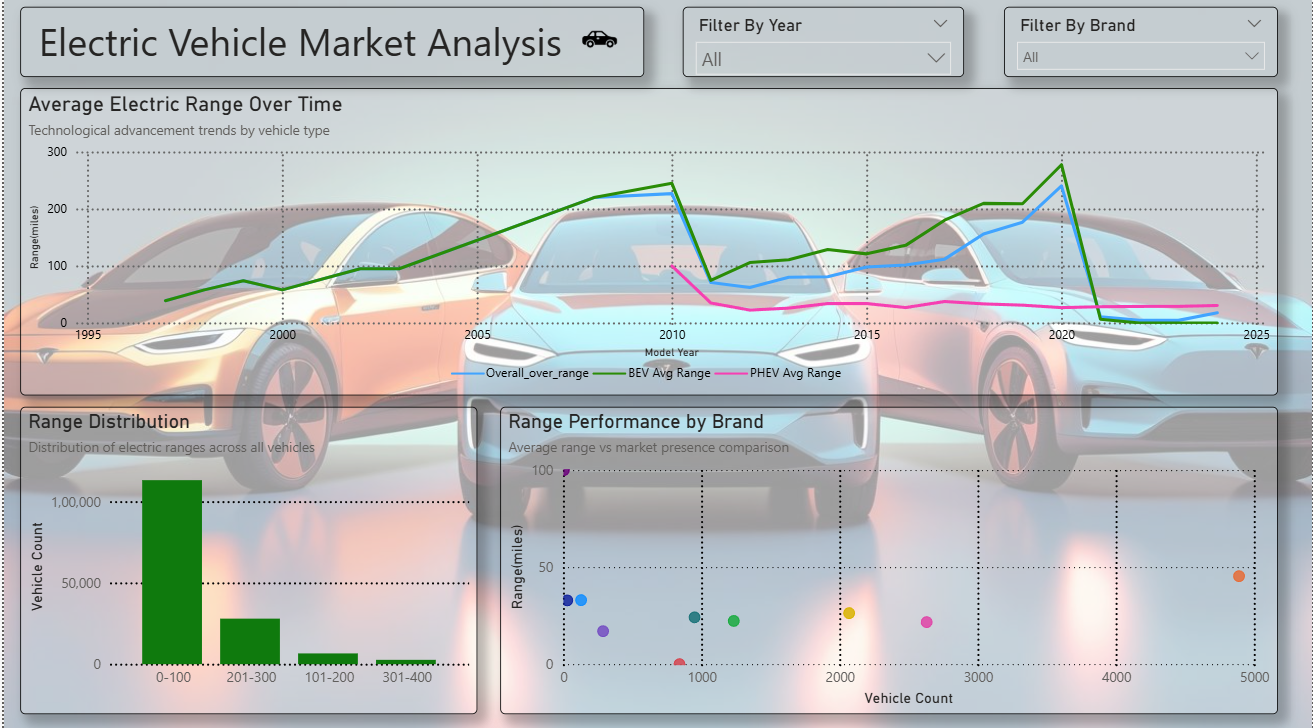 Electric Vehicle Market Analysis
Filter By Year
All
Filter By Brand
All
Average Electric Range Over Time
Technological advancement trends by vehicle type
300
200
100
0
Range(miles)
1995 2000 2005 2010 2015 2020 2025
Model Year
Overall_over_range BEV Avg Range PHEV Avg Range
Range Distribution
Distribution of electric ranges across all vehicles
1,00,000
50,000
0
Vehicle Count
0-100 201-300 101-200 301-400
Range Performance by Brand
Average range vs market presence comparison
100
50
0
Range(miles)
0 1000 2000 3000 4000 5000
Vehicle Count